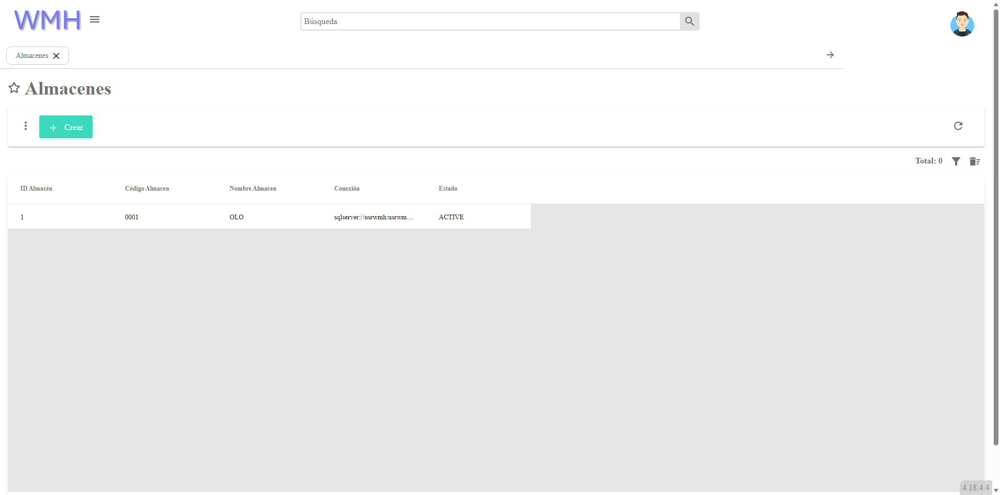 WMH
Búsqueda
Almacenes
Almacenes
Crear
Total: 0
ID Almacén Código Almacen Nombre Almacen Conexión Estado
1 0001 OLO sqlserver://usrwmh:usrwm... ACTIVE
4.18.4.4